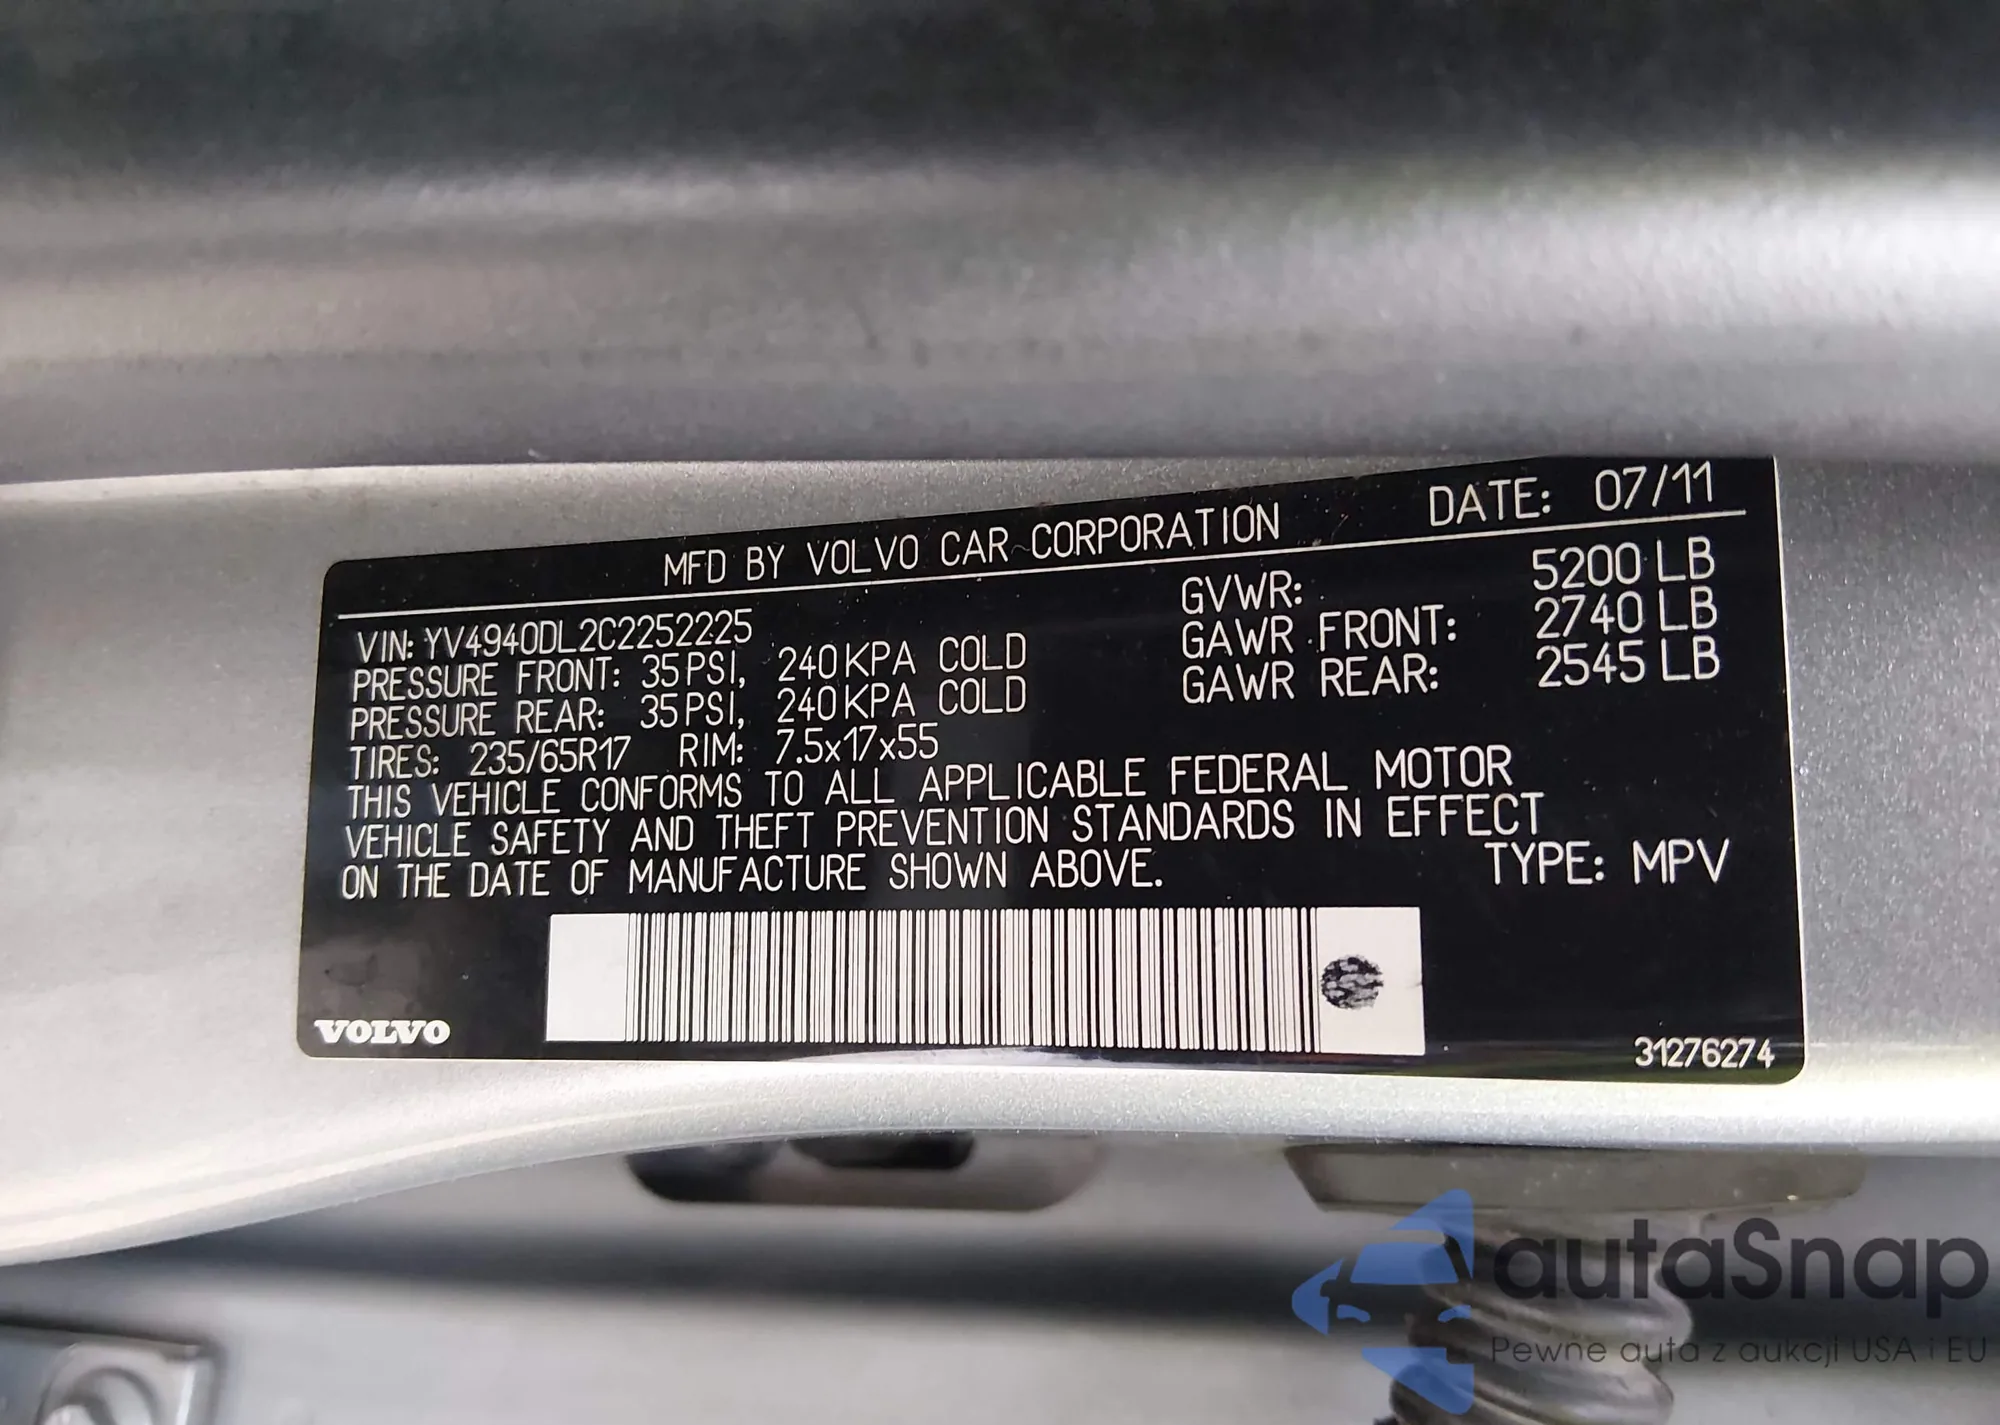 MFD BY VOLVO CAR CORPORATION DATE: 07/11
VIN: YV4940DL2C2252225 GVWR: 5200 LB
PRESSURE FRONT: 35 PSI, 240 KPA COLD GAWR FRONT: 2740 LB
PRESSURE REAR: 35 PSI, 240 KPA COLD GAWR REAR: 2545 LB
TIRES: 235/65R17 RIM: 7.5x17x55
THIS VEHICLE CONFORMS TO ALL APPLICABLE FEDERAL MOTOR
VEHICLE SAFETY AND THEFT PREVENTION STANDARDS IN EFFECT
ON THE DATE OF MANUFACTURE SHOWN ABOVE. TYPE: MPV
VOLVO
31276274
autaSnap
Pewne auta z aukcji USA i EU